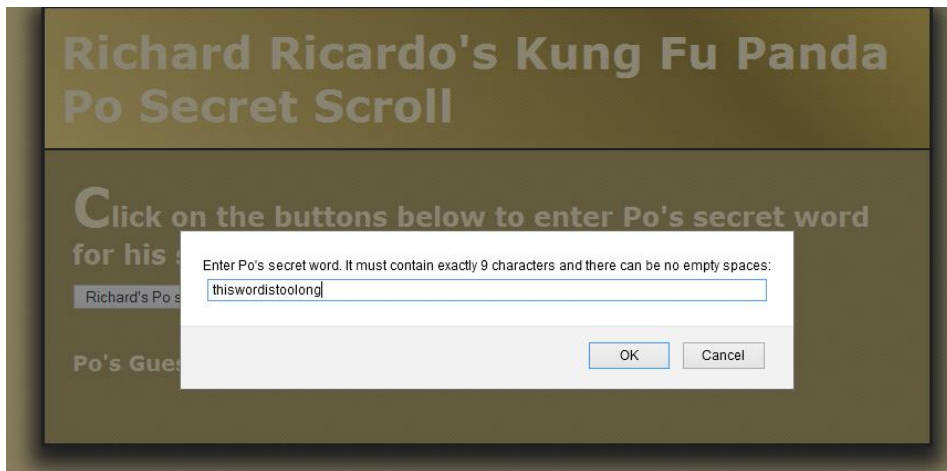 Richard Ricardo's Kung Fu Panda
Po Secret Scroll
Click on the buttons below to enter Po's secret word
for his
Enter Po's secret word. It must contain exactly 9 characters and there can be no empty spaces:
thiswordistoolong
Richard's Po
OK Cancel
Po's